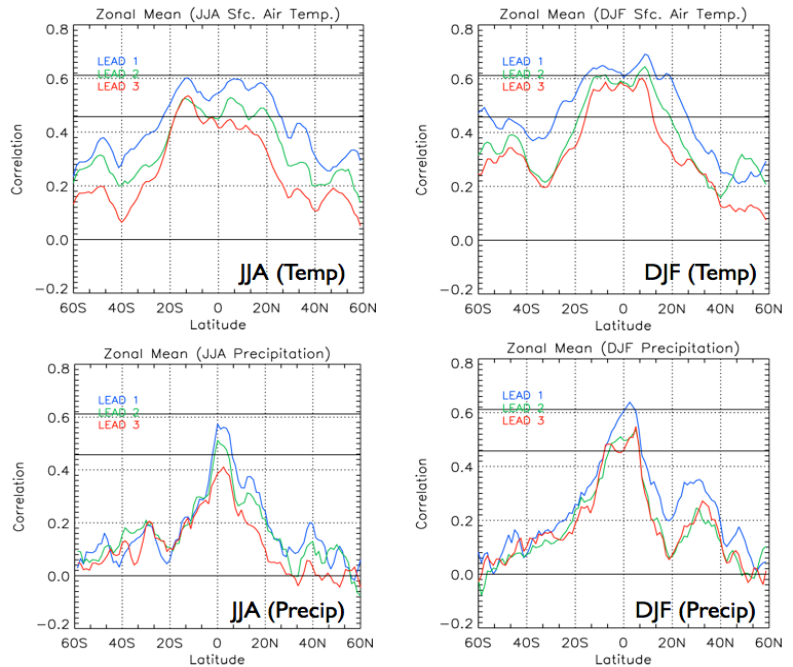 Zonal Mean (JJA Sfc. Air Temp.)
0.8
0.6
0.4
0.2
0.0
−0.2
Correlation
LEAD 1
LEAD 2
LEAD 3
JJA (Temp)
60S 40S 20S 0 20N 40N 60N
Latitude
Zonal Mean (DJF Sfc. Air Temp.)
0.8
0.6
0.4
0.2
0.0
−0.2
Correlation
LEAD 1
LEAD 2
LEAD 3
DJF (Temp)
60S 40S 20S 0 20N 40N 60N
Latitude
Zonal Mean (JJA Precipitation)
0.8
0.6
0.4
0.2
0.0
−0.2
Correlation
LEAD 1
LEAD 2
LEAD 3
JJA (Precip)
60S 40S 20S 0 20N 40N 60N
Latitude
Zonal Mean (DJF Precipitation)
0.8
0.6
0.4
0.2
0.0
−0.2
Correlation
LEAD 1
LEAD 2
LEAD 3
DJF (Precip)
60S 40S 20S 0 20N 40N 60N
Latitude